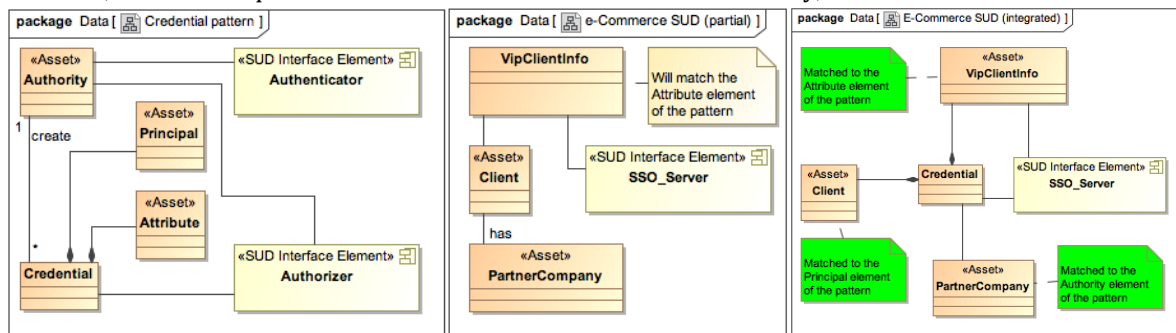 package Data [ Credential pattern ]
«Asset»
Authority
«SUD Interface Element»
Authenticator
1
create
«Asset»
Principal
«Asset»
Attribute
*
Credential
«SUD Interface Element»
Authorizer
package Data [ e-Commerce SUD (partial) ]
VipClientInfo
Will match the
Attribute element
of the pattern
«Asset»
Client
«SUD Interface Element»
SSO_Server
has
«Asset»
PartnerCompany
package Data [ E-Commerce SUD (integrated) ]
Matched to the
Attribute element
of the pattern
«Asset»
VipClientInfo
«Asset»
Client
Credential
«SUD Interface Element»
SSO_Server
Matched to the
Principal element
of the pattern
«Asset»
PartnerCompany
Matched to the
Authority element
of the pattern